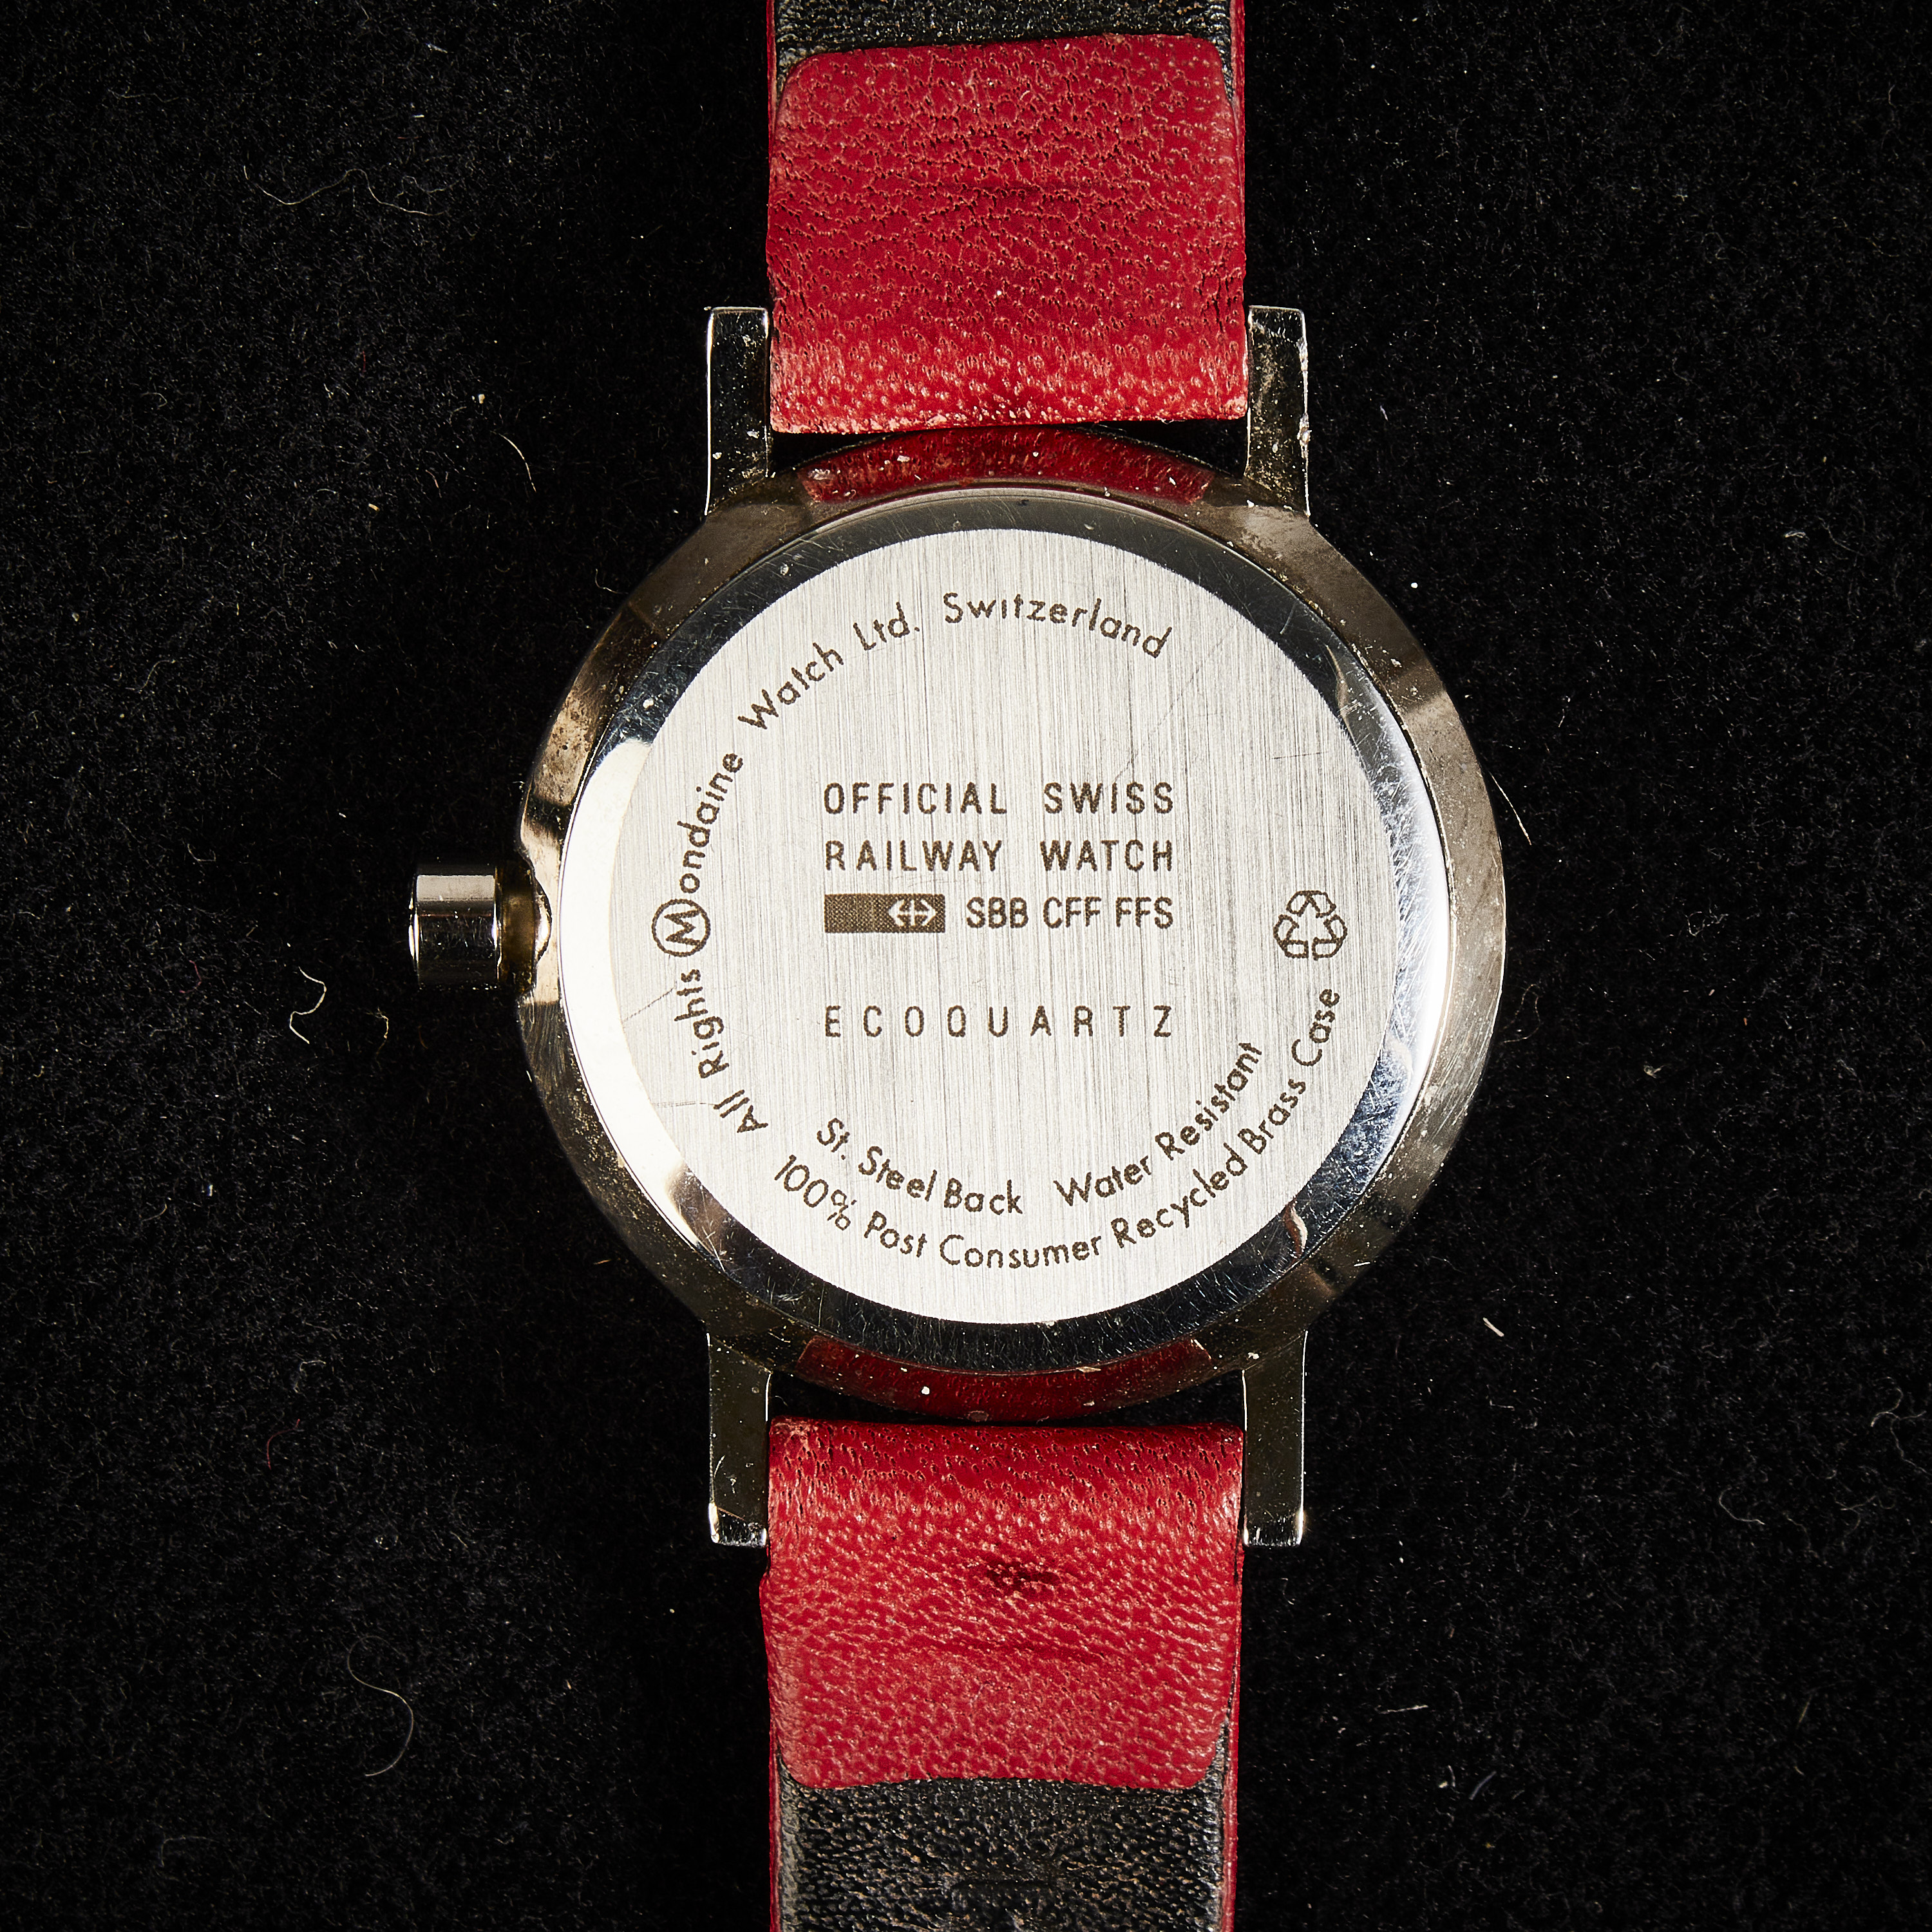 All Rights Mondaine Watch Ltd. Switzerland
OFFICIAL SWISS
RAILWAY WATCH
SBB CFF FFS
ECOQUARTZ
St. Steel Back Water Resistant
100% Post Consumer Recycled Brass Case